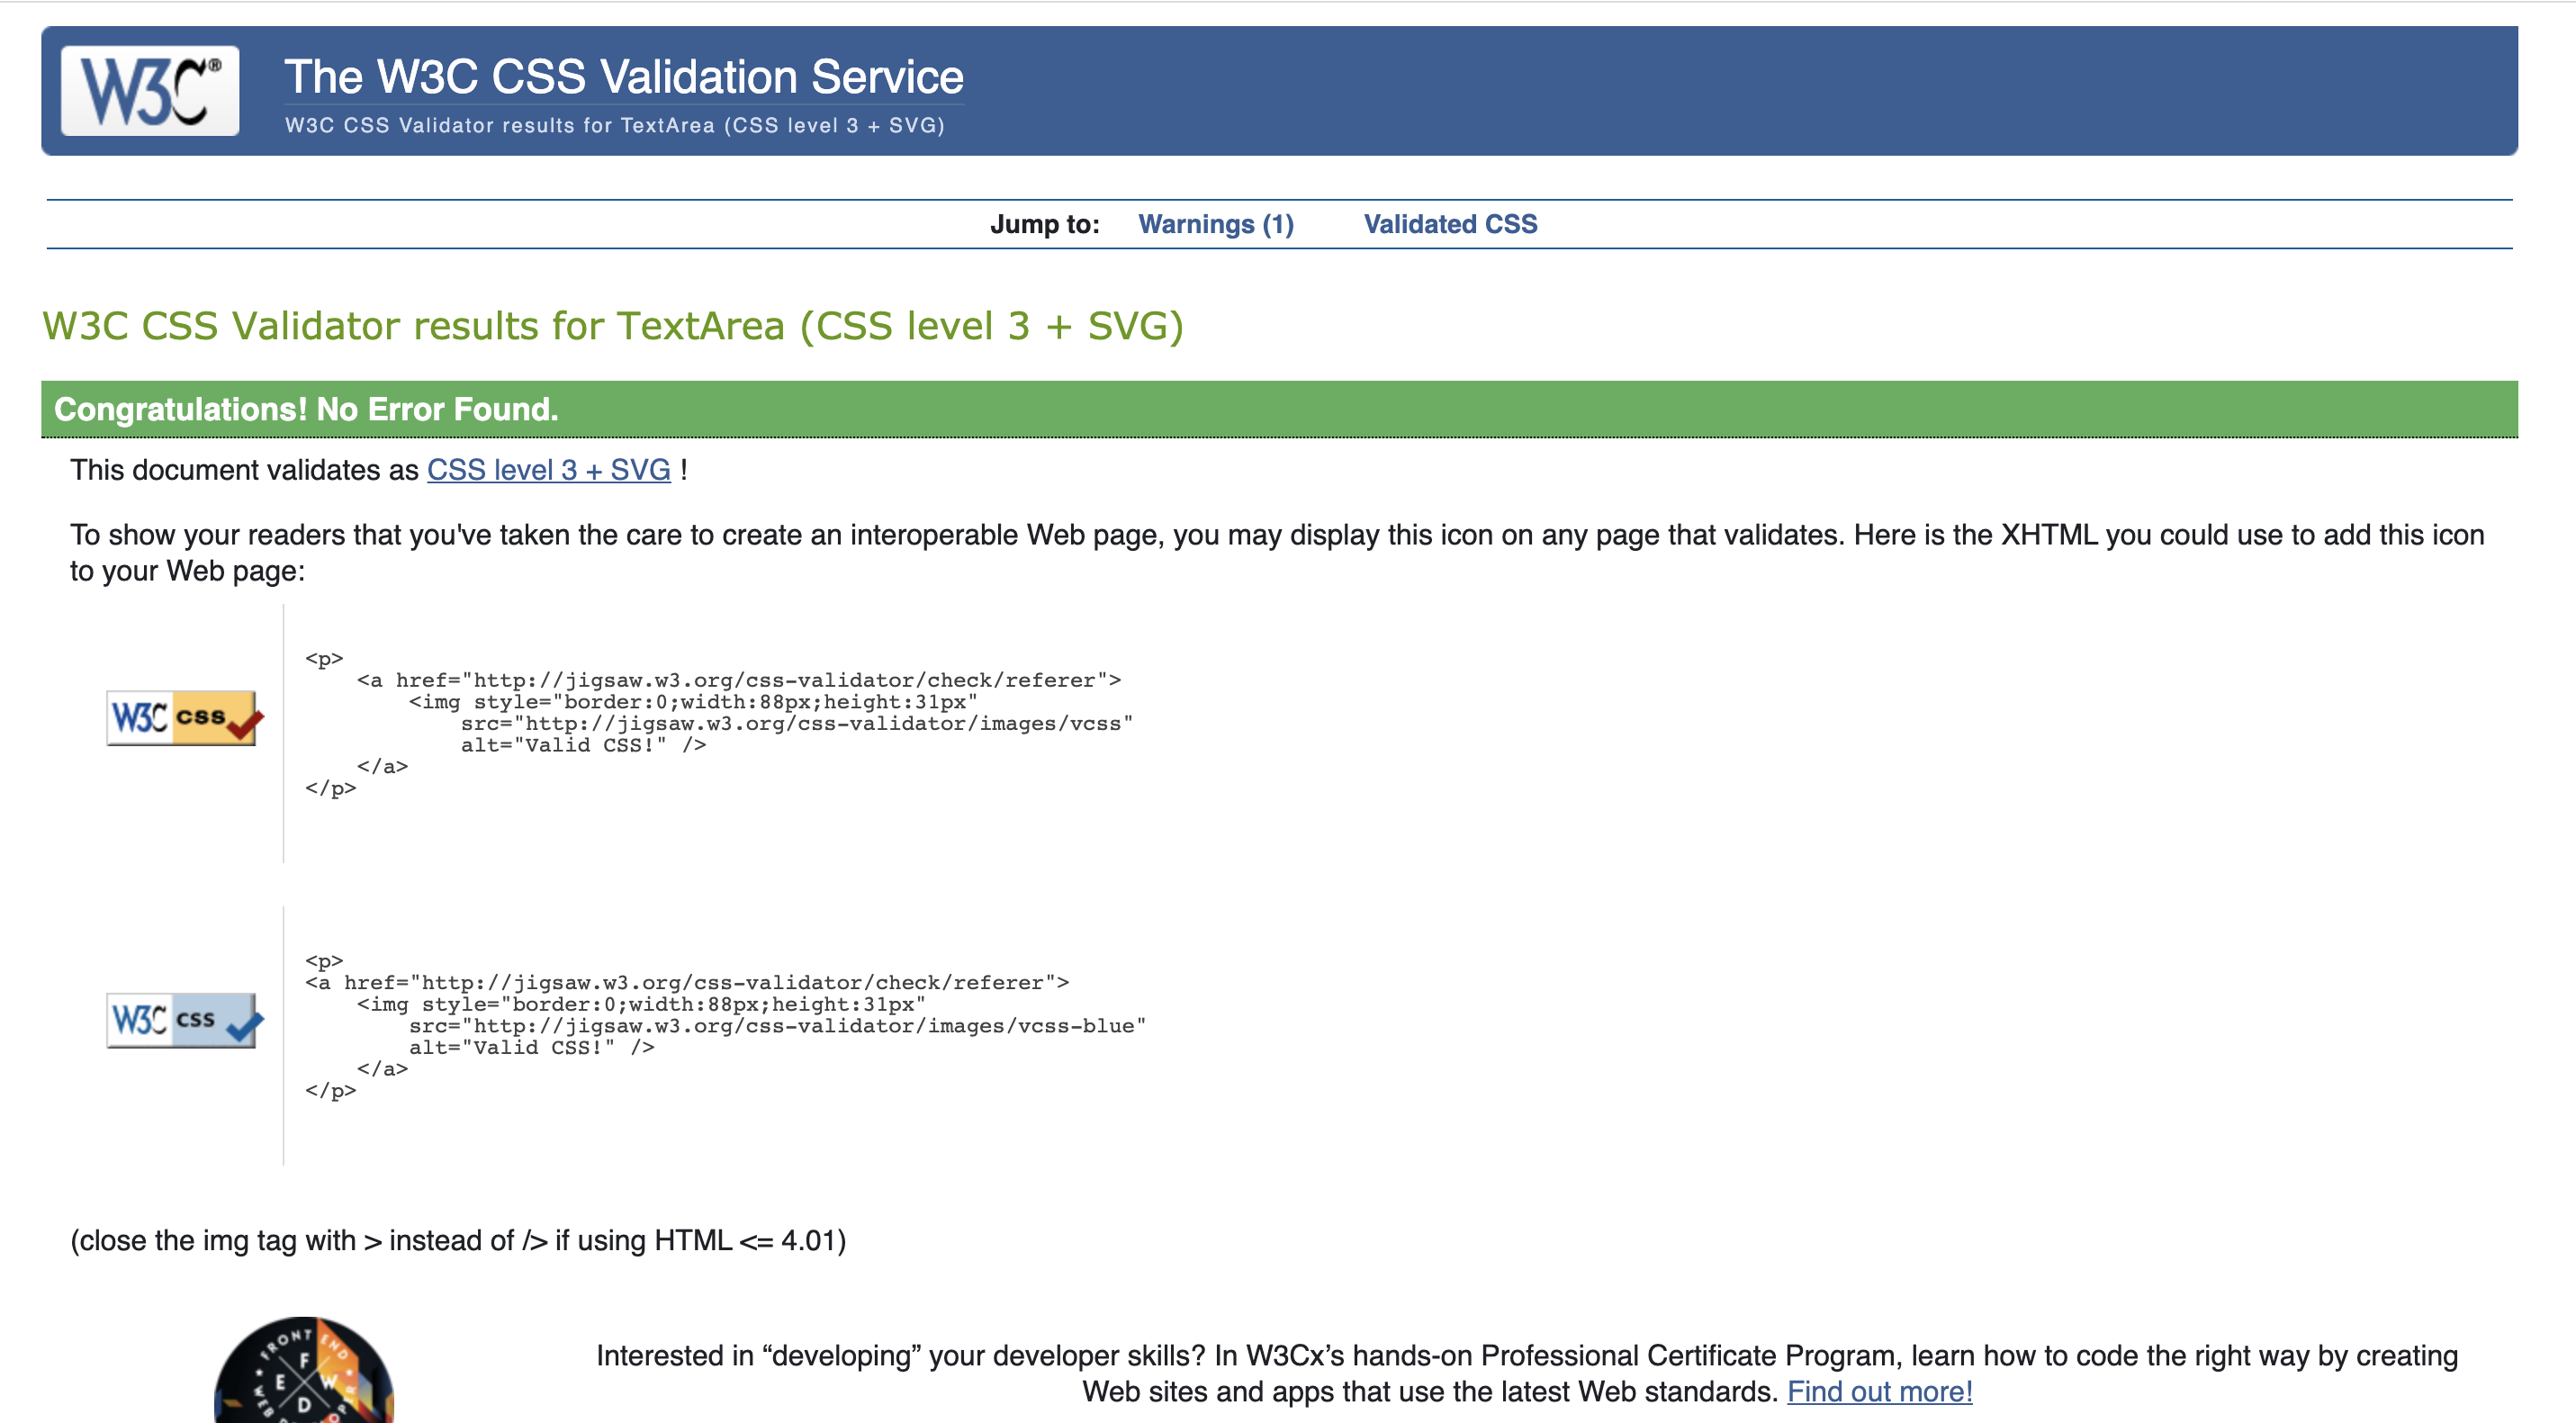 W3C®
The W3C CSS Validation Service
W3C CSS Validator results for TextArea (CSS level 3 + SVG)
Jump to: Warnings (1) Validated CSS
W3C CSS Validator results for TextArea (CSS level 3 + SVG)
Congratulations! No Error Found.
This document validates as CSS level 3 + SVG !
To show your readers that you've taken the care to create an interoperable Web page, you may display this icon on any page that validates. Here is the XHTML you could use to add this icon
to your Web page:
W3C css
<p>
    <a href="http://jigsaw.w3.org/css-validator/check/referer">
        <img style="border:0;width:88px;height:31px"
            src="http://jigsaw.w3.org/css-validator/images/vcss"
            alt="Valid CSS!" />
    </a>
</p>
W3C css
<p>
<a href="http://jigsaw.w3.org/css-validator/check/referer">
    <img style="border:0;width:88px;height:31px"
        src="http://jigsaw.w3.org/css-validator/images/vcss-blue"
        alt="Valid CSS!" />
    </a>
</p>
(close the img tag with > instead of /> if using HTML <= 4.01)
FRONT END
F E W D
WEB
Interested in “developing” your developer skills? In W3Cx’s hands-on Professional Certificate Program, learn how to code the right way by creating
Web sites and apps that use the latest Web standards. Find out more!